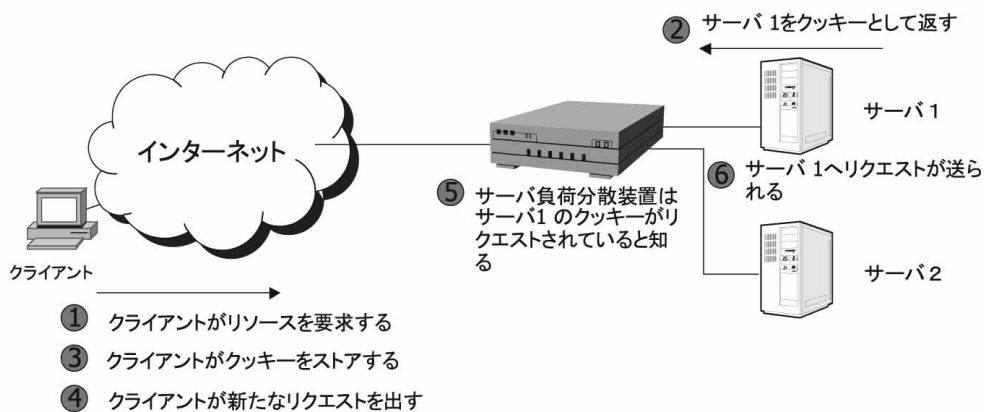 ② サーバ 1をクッキーとして返す
サーバ 1
インターネット
⑥ サーバ 1へリクエストが送ら
れる
⑤ サーバ負荷分散装置は
サーバ1 のクッキーがリ
クエストされていると知
る
クライアント
サーバ 2
① クライアントがリソースを要求する
③ クライアントがクッキーをストアする
④ クライアントが新たなリクエストを出す